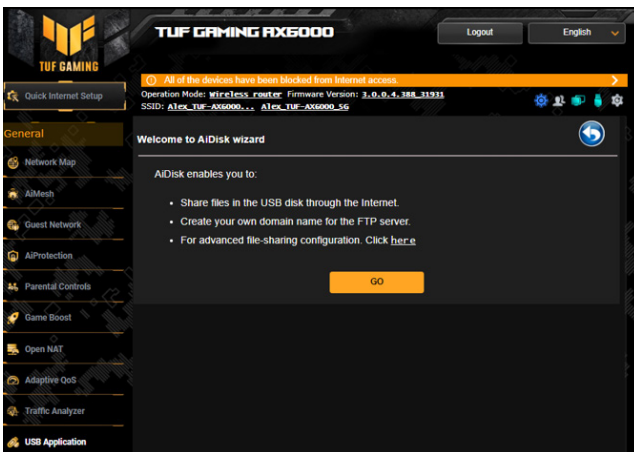 TUF GAMING AX6000
Logout
English
TUF GAMING
All of the devices have been blocked from Internet access.
Quick Internet Setup
Operation Mode: Wireless router Firmware Version: 3.0.0.4.388_31931
SSID: Alex_TUF-AX6000... Alex_TUF-AX6000_5G
General
Welcome to AiDisk wizard
Network Map
AiDisk enables you to:
AiMesh
• Share files in the USB disk through the Internet.
• Create your own domain name for the FTP server.
Guest Network
• For advanced file-sharing configuration. Click here
AiProtection
GO
Parental Controls
Game Boost
Open NAT
Adaptive QoS
Traffic Analyzer
USB Application